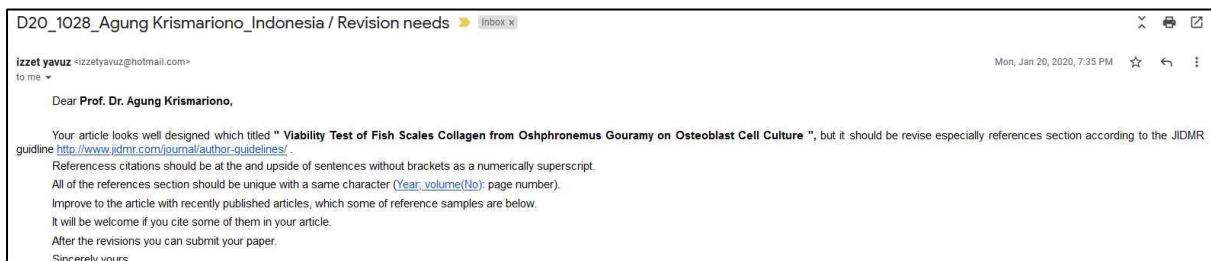 D20_1028_Agung Krismariono_Indonesia / Revision needs Inbox x
izzet yavuz <izzetyavuz@hotmail.com> Mon, Jan 20, 2020, 7:35 PM
to me
Dear Prof. Dr. Agung Krismariono,
Your article looks well designed which titled " Viability Test of Fish Scales Collagen from Oshphronemus Gouramy on Osteoblast Cell Culture ", but it should be revise especially references section according to the JIDMR
guidline http://www.jidmr.com/journal/author-guidelines/ .
Referencess citations should be at the and upside of sentences without brackets as a numerically superscript.
All of the references section should be unique with a same character (Year; volume(No): page number).
Improve to the article with recently published articles, which some of reference samples are below.
It will be welcome if you cite some of them in your article.
After the revisions you can submit your paper.
Sincerely yours